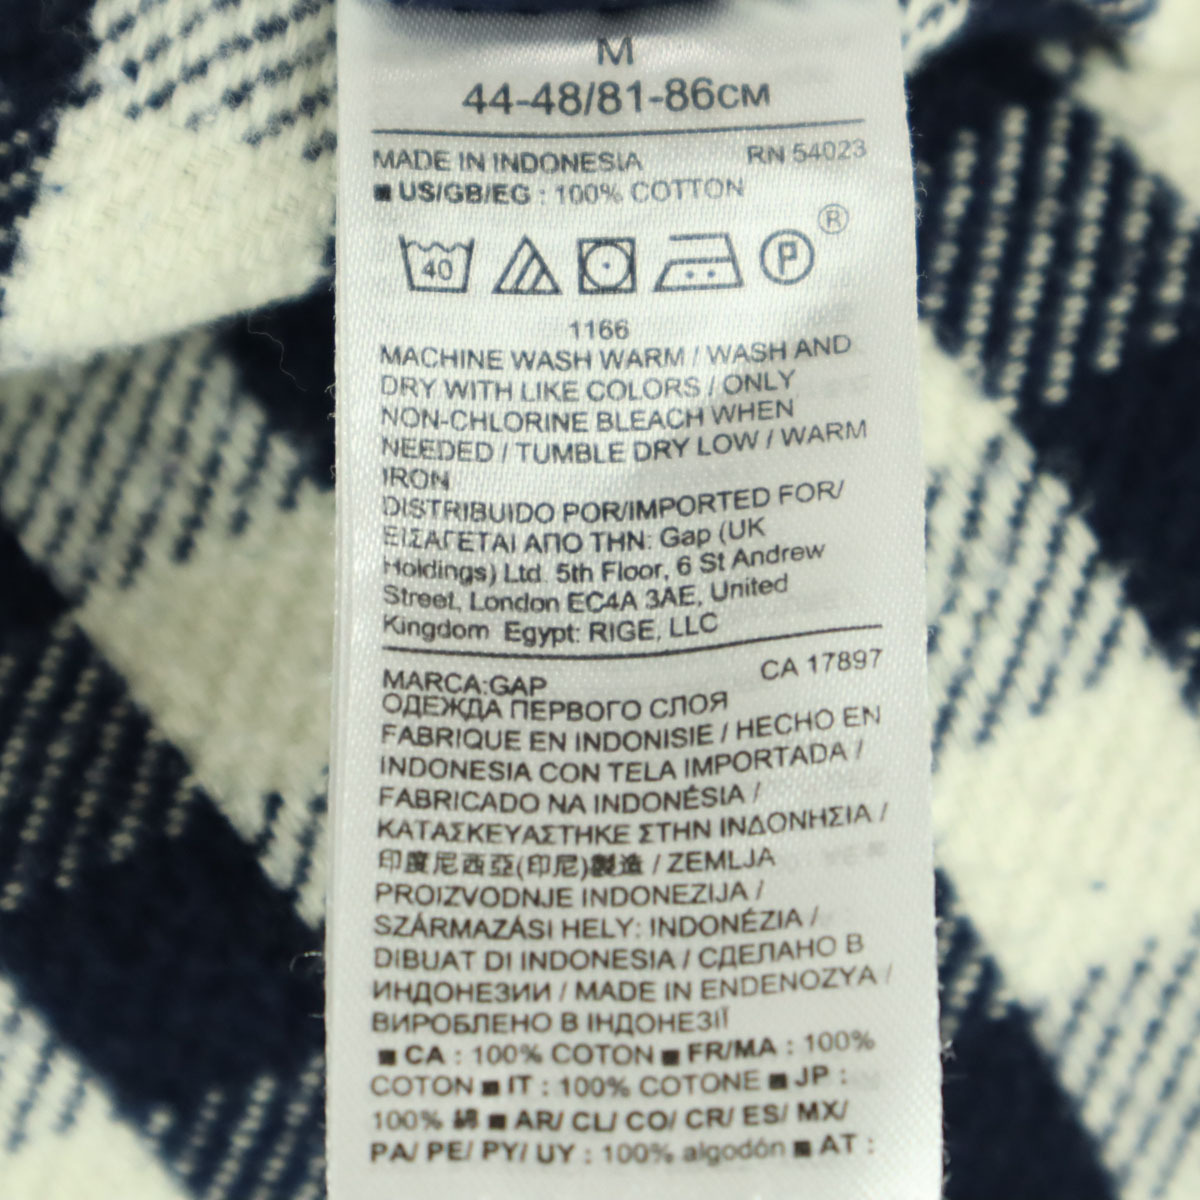 M
44-48/81-86CM
MADE IN INDONESIA RN 54023
■ US/GB/EG : 100% COTTON
40 P ®
1166
MACHINE WASH WARM / WASH AND
DRY WITH LIKE COLORS / ONLY
NON-CHLORINE BLEACH WHEN
NEEDED / TUMBLE DRY LOW / WARM
IRON
DISTRIBUIDO POR/IMPORTED FOR/
ΕΙΣΑΓΕΤΑΙ ΑΠΟ ΤΗΝ: Gap (UK
Holdings) Ltd. 5th Floor, 6 St Andrew
Street, London EC4A 3AE, United
Kingdom Egypt: RIGE, LLC
MARCA:GAP CA 17897
ОДЕЖДА ПЕРВОГО СЛОЯ
FABRIQUE EN INDONISIE / HECHO EN
INDONESIA CON TELA IMPORTADA /
FABRICADO NA INDONÉSIA /
ΚΑΤΑΣΚΕΥΑΣΤΗΚΕ ΣΤΗΝ ΙΝΔΟΝΗΣΙΑ /
印度尼西亞(印尼)製造 / ZEMLJA
PROIZVODNJE INDONEZIJA /
SZÁRMAZÁSI HELY: INDONÉZIA /
DIBUAT DI INDONESIA / СДЕЛАНО В
ИНДОНЕЗИИ / MADE IN ENDENOZYA /
ВИРОБЛЕНО В ІНДОНЕЗІЇ
■ CA : 100% COTON ■ FR/MA : 100%
COTON ■ IT : 100% COTONE ■ JP :
100% 綿 ■ AR/ CL/ CO/ CR/ ES/ MX/
PA/ PE/ PY/ UY : 100% algodón ■ AT :